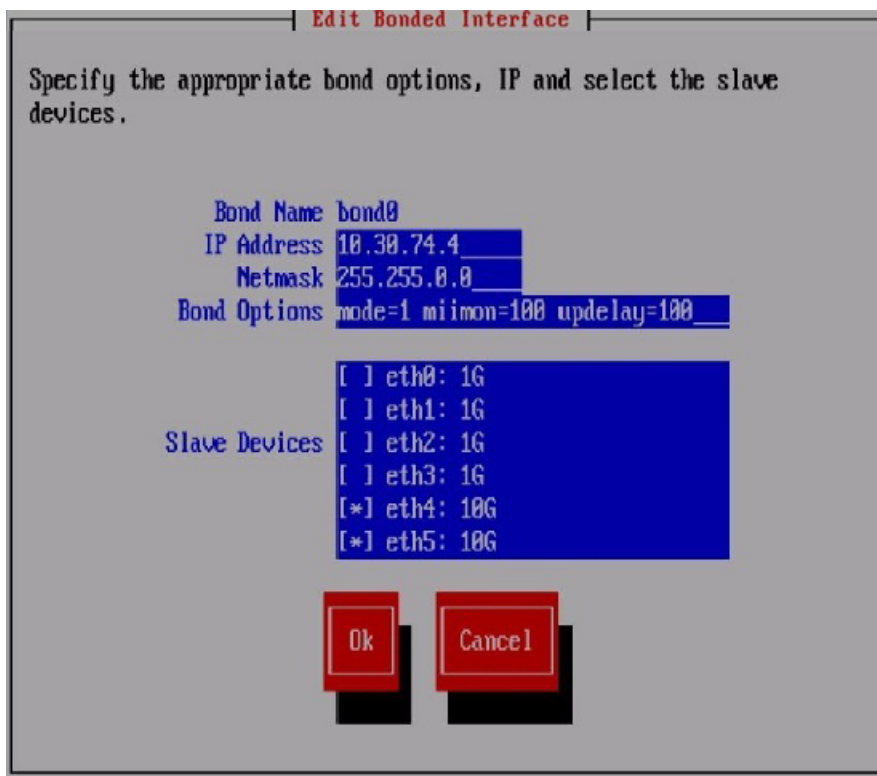 Edit Bonded Interface
Specify the appropriate bond options, IP and select the slave
devices.
Bond Name bond0
IP Address 10.30.74.4
Netmask 255.255.0.0
Bond Options mode=1 miimon=100 updelay=100
[ ] eth0: 1G
[ ] eth1: 1G
Slave Devices [ ] eth2: 1G
[ ] eth3: 1G
[*] eth4: 10G
[*] eth5: 10G
Ok Cancel